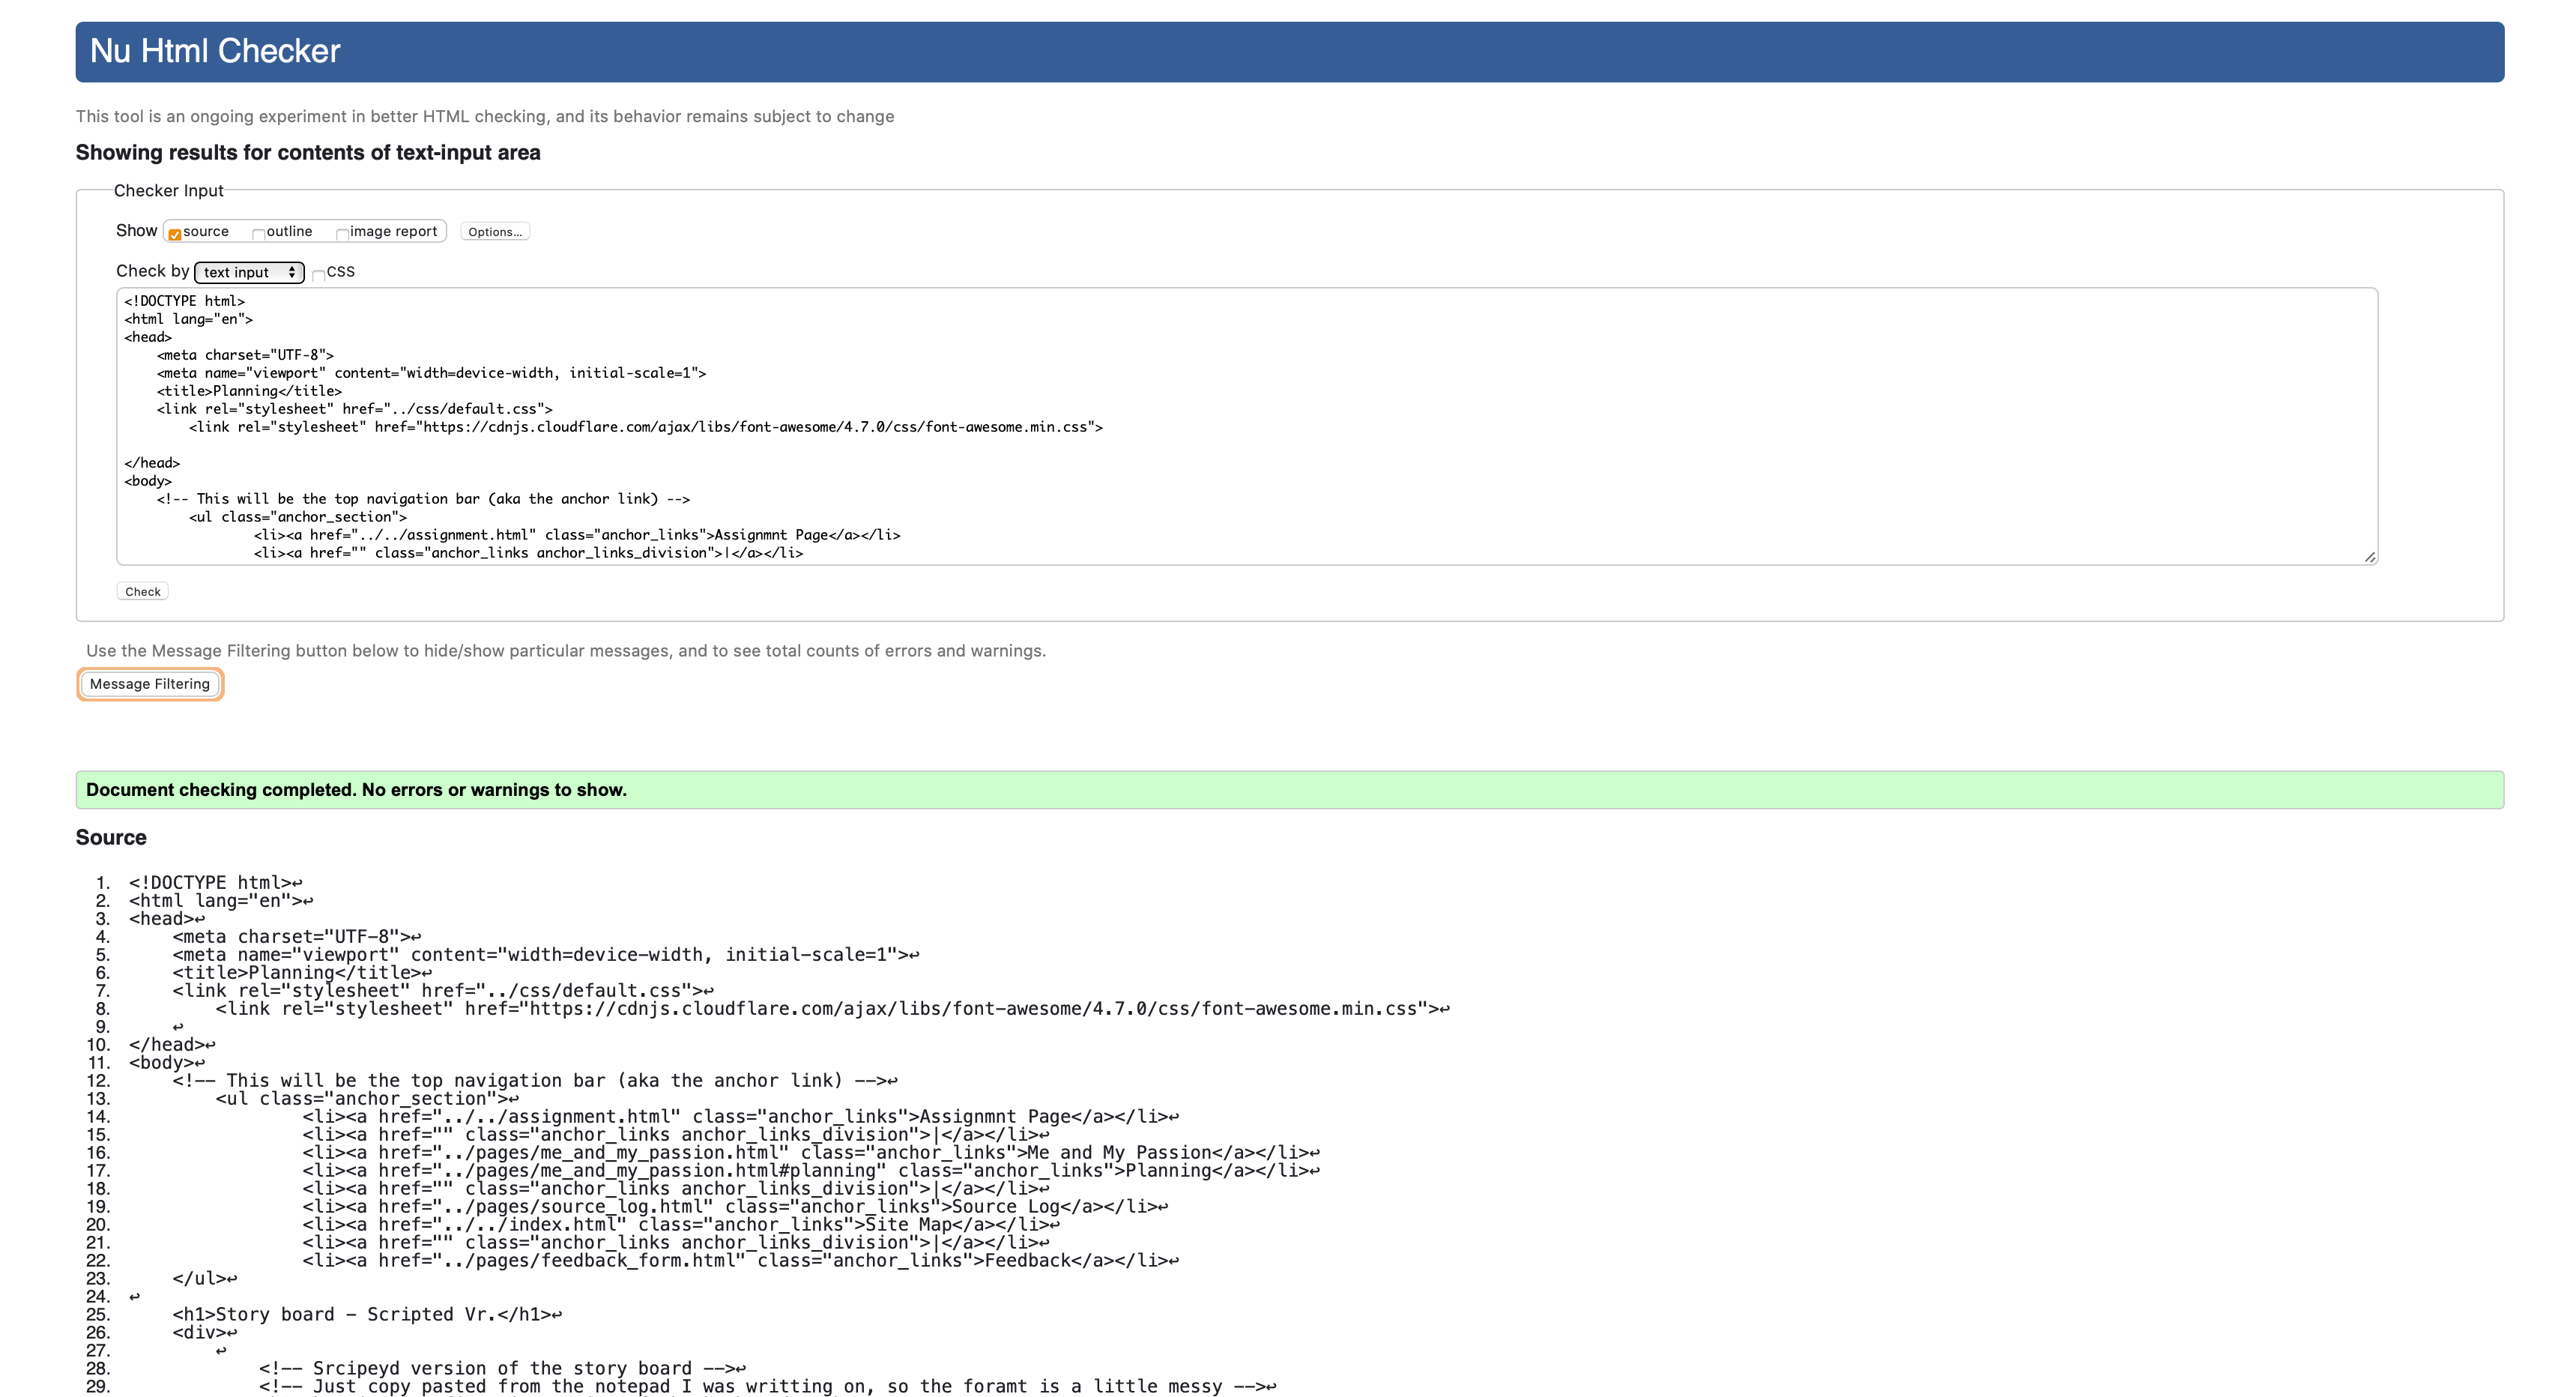 Nu Html Checker
This tool is an ongoing experiment in better HTML checking, and its behavior remains subject to change
Showing results for contents of text-input area
Checker Input
Show source outline image report Options...
Check by text input CSS
<!DOCTYPE html>
<html lang="en">
<head>
    <meta charset="UTF-8">
    <meta name="viewport" content="width=device-width, initial-scale=1">
    <title>Planning</title>
    <link rel="stylesheet" href="../css/default.css">
        <link rel="stylesheet" href="https://cdnjs.cloudflare.com/ajax/libs/font-awesome/4.7.0/css/font-awesome.min.css">
</head>
<body>
    <!-- This will be the top navigation bar (aka the anchor link) -->
        <ul class="anchor_section">
                <li><a href="../../assignment.html" class="anchor_links">Assignmnt Page</a></li>
                <li><a href="" class="anchor_links anchor_links_division">|</a></li>
Check
Use the Message Filtering button below to hide/show particular messages, and to see total counts of errors and warnings.
Message Filtering
Document checking completed. No errors or warnings to show.
Source
1. <!DOCTYPE html>↩
2. <html lang="en">↩
3. <head>↩
4.     <meta charset="UTF-8">↩
5.     <meta name="viewport" content="width=device-width, initial-scale=1">↩
6.     <title>Planning</title>↩
7.     <link rel="stylesheet" href="../css/default.css">↩
8.         <link rel="stylesheet" href="https://cdnjs.cloudflare.com/ajax/libs/font-awesome/4.7.0/css/font-awesome.min.css">↩
9.     ↩
10. </head>↩
11. <body>↩
12.     <!-- This will be the top navigation bar (aka the anchor link) -->↩
13.         <ul class="anchor_section">↩
14.                 <li><a href="../../assignment.html" class="anchor_links">Assignmnt Page</a></li>↩
15.                 <li><a href="" class="anchor_links anchor_links_division">|</a></li>↩
16.                 <li><a href="../pages/me_and_my_passion.html" class="anchor_links">Me and My Passion</a></li>↩
17.                 <li><a href="../pages/me_and_my_passion.html#planning" class="anchor_links">Planning</a></li>↩
18.                 <li><a href="" class="anchor_links anchor_links_division">|</a></li>↩
19.                 <li><a href="../pages/source_log.html" class="anchor_links">Source Log</a></li>↩
20.                 <li><a href="../../index.html" class="anchor_links">Site Map</a></li>↩
21.                 <li><a href="" class="anchor_links anchor_links_division">|</a></li>↩
22.                 <li><a href="../pages/feedback_form.html" class="anchor_links">Feedback</a></li>↩
23.     </ul>↩
24. ↩
25.     <h1>Story board - Scripted Vr.</h1>↩
26.     <div>↩
27.         ↩
28.             <!-- Srcipeyd version of the story board -->↩
29.             <!-- Just copy pasted from the notepad I was writting on, so the foramt is a little messy -->↩